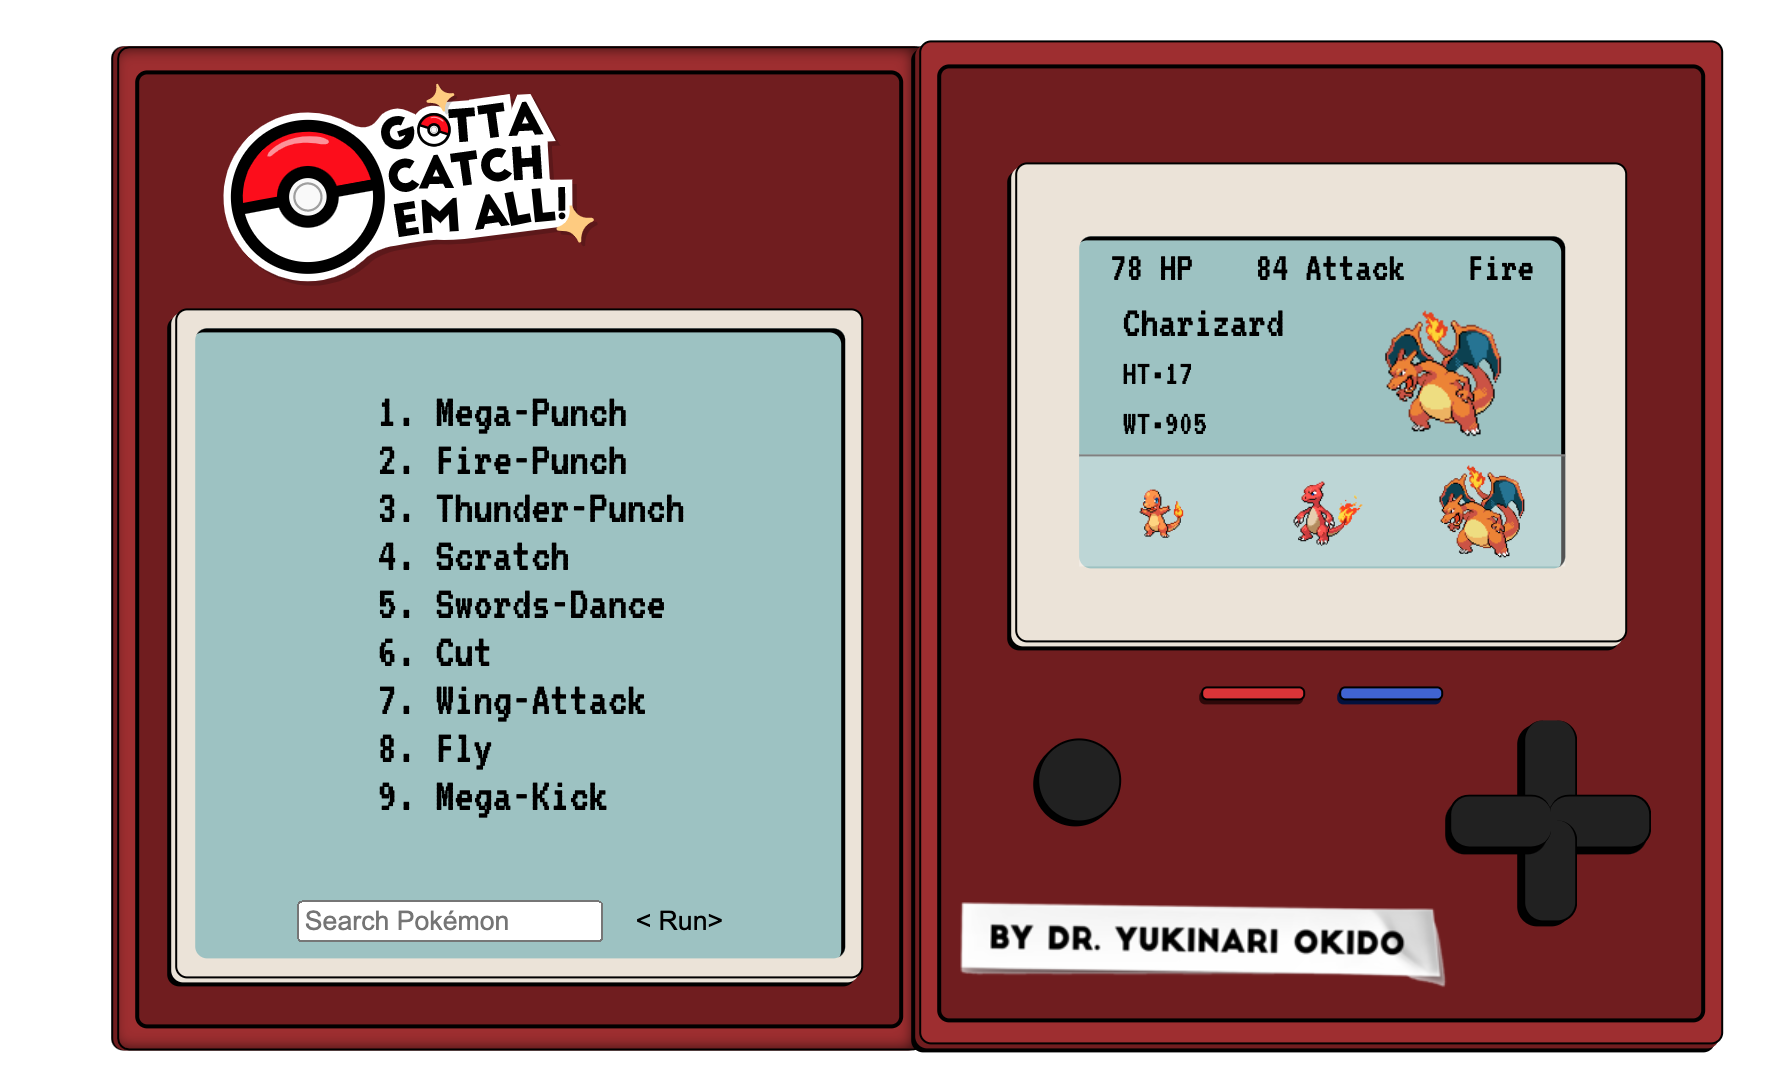 GOTTA
CATCH
EM ALL!
1. Mega-Punch
2. Fire-Punch
3. Thunder-Punch
4. Scratch
5. Swords-Dance
6. Cut
7. Wing-Attack
8. Fly
9. Mega-Kick
Search Pokémon < Run>
78 HP 84 Attack Fire
Charizard
HT▪17
WT▪905
BY DR. YUKINARI OKIDO